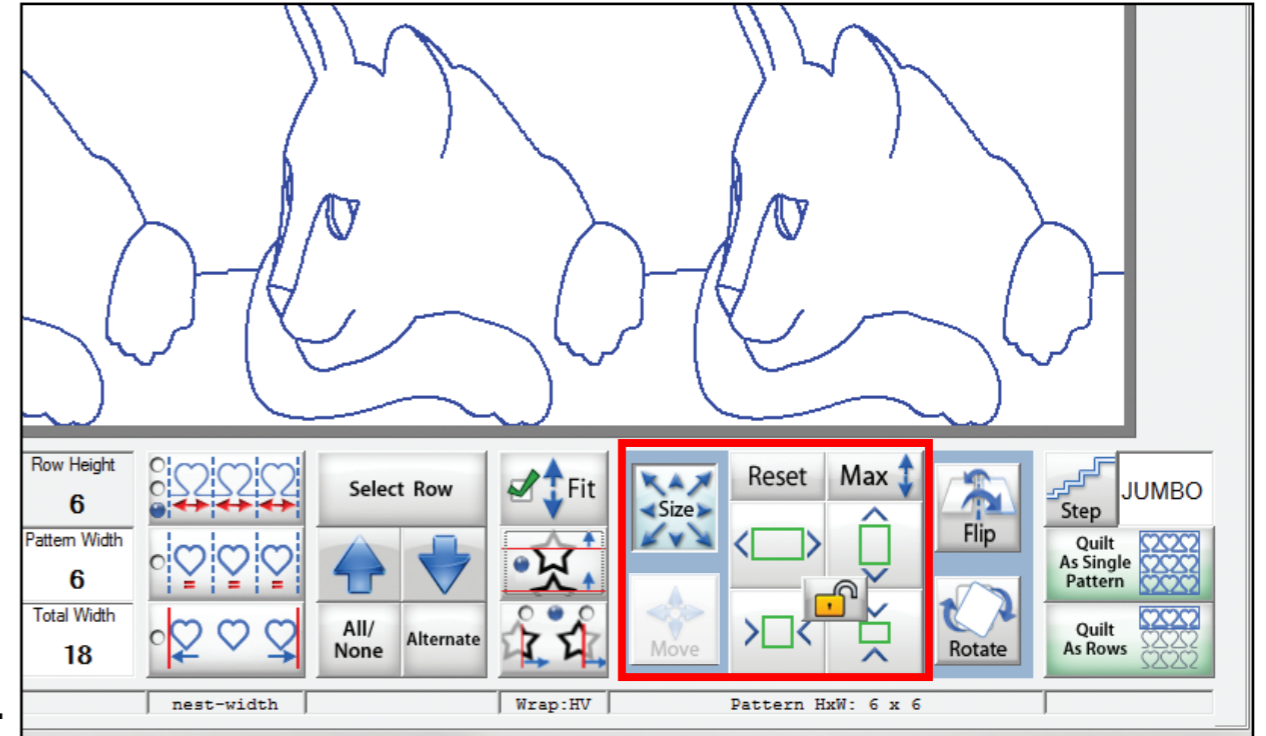 Row Height
6
Pattern Width
6
Total Width
18
Select Row
All/
None
Alternate
Fit
Size
Move
Reset
Max
Flip
Rotate
Step
JUMBO
Quilt
As Single
Pattern
Quilt
As Rows
nest-width
Wrap:HV
Pattern HxW: 6 x 6